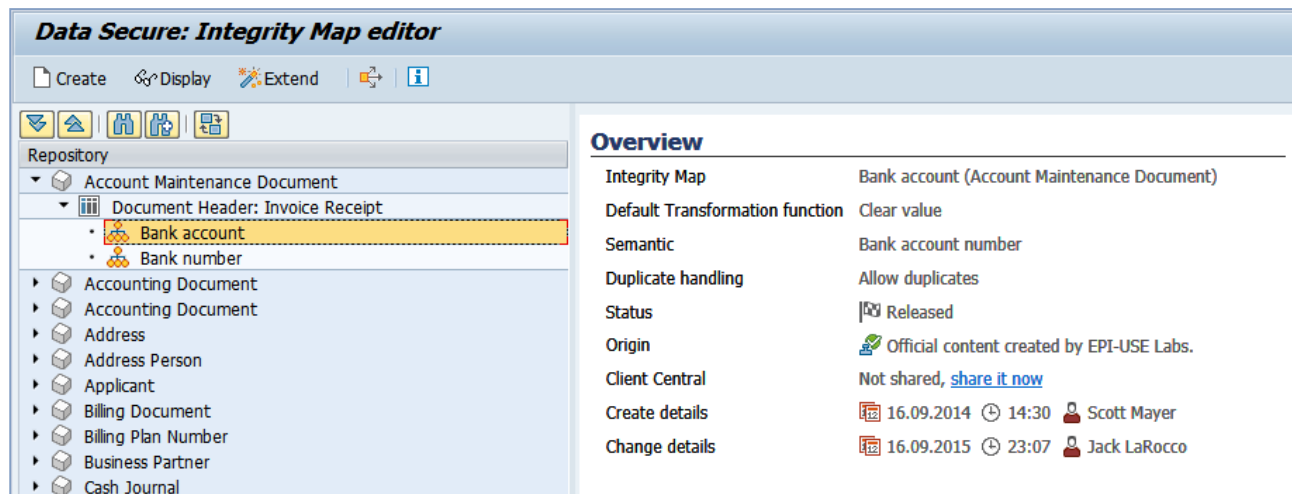 Data Secure: Integrity Map editor
Create Display Extend
Repository
Account Maintenance Document
Document Header: Invoice Receipt
Bank account
Bank number
Accounting Document
Accounting Document
Address
Address Person
Applicant
Billing Document
Billing Plan Number
Business Partner
Cash Journal
Overview
Integrity Map Bank account (Account Maintenance Document)
Default Transformation function Clear value
Semantic Bank account number
Duplicate handling Allow duplicates
Status Released
Origin Official content created by EPI-USE Labs.
Client Central Not shared, share it now
Create details 16.09.2014 14:30 Scott Mayer
Change details 16.09.2015 23:07 Jack LaRocco